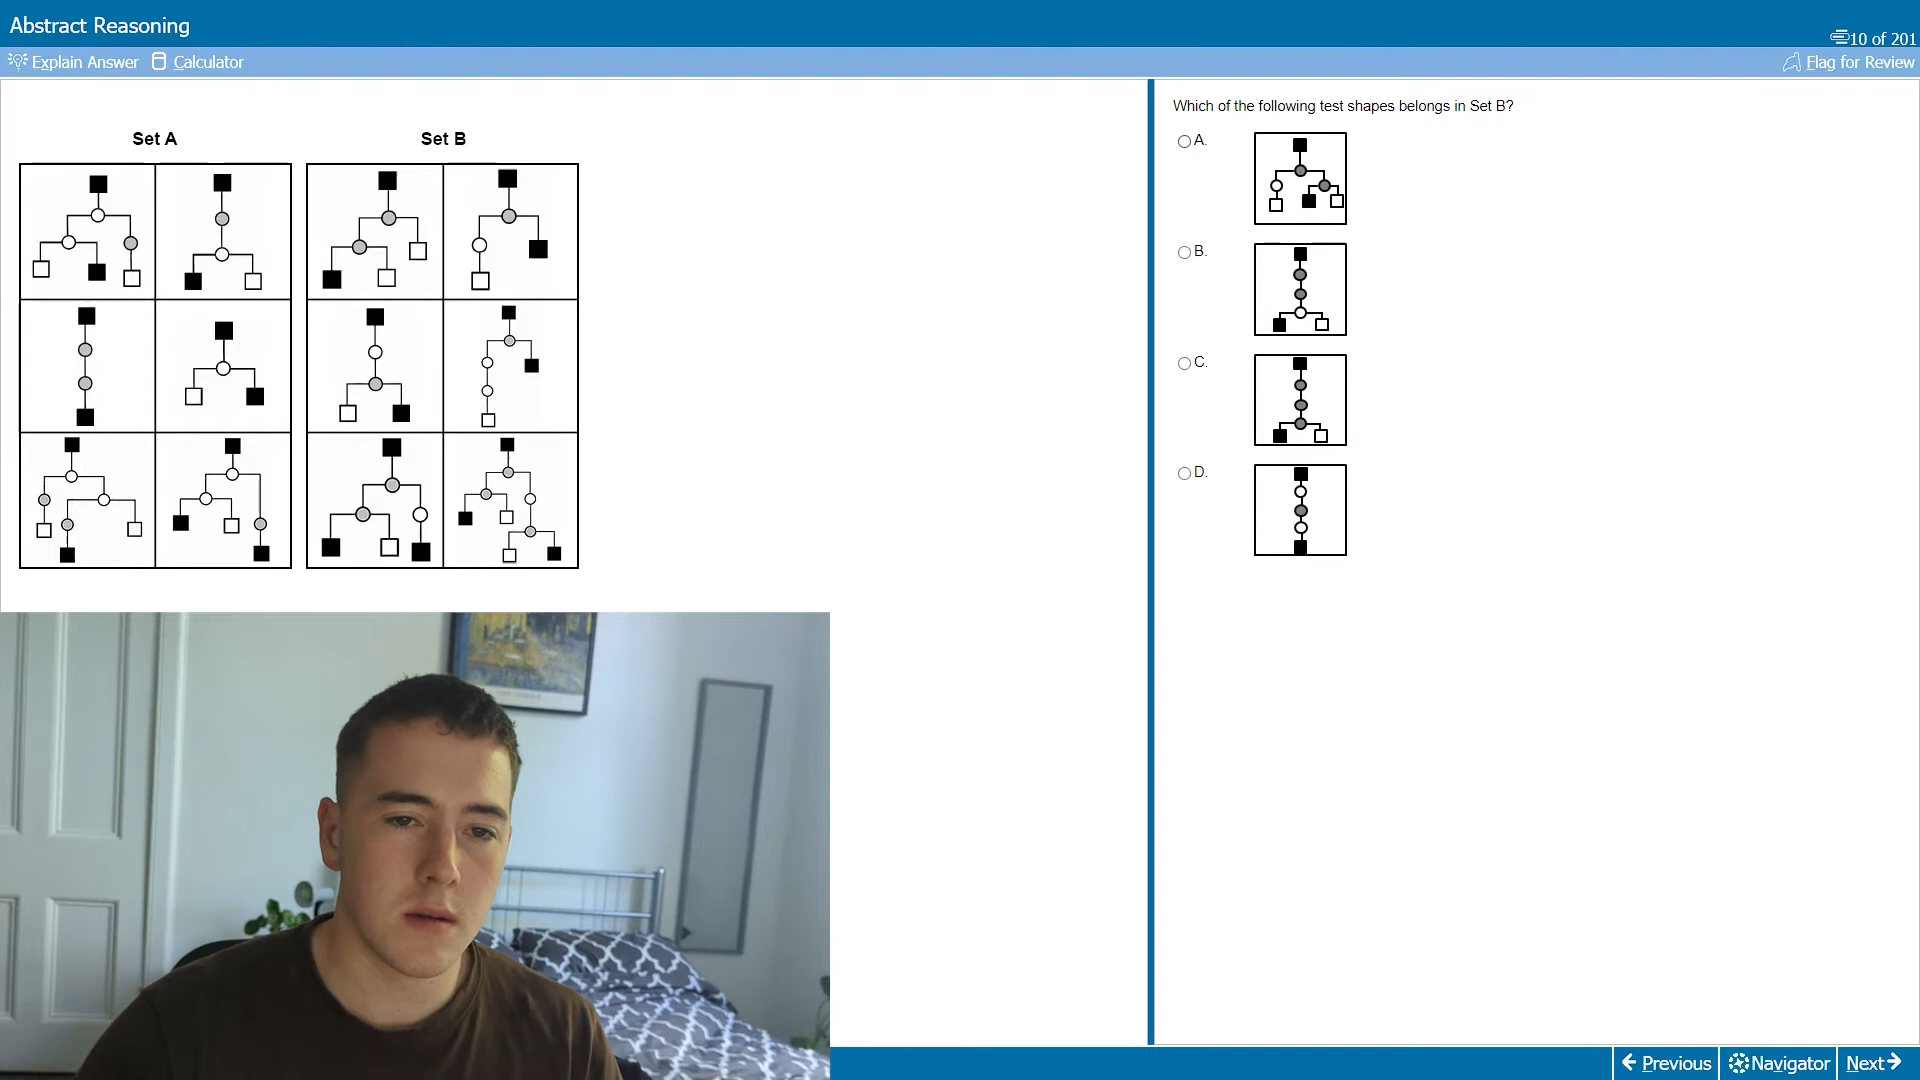 Abstract Reasoning
10 of 201
Explain Answer Calculator
Flag for Review
Set A Set B
Which of the following test shapes belongs in Set B?
A.
B.
C.
D.
Previous Navigator Next